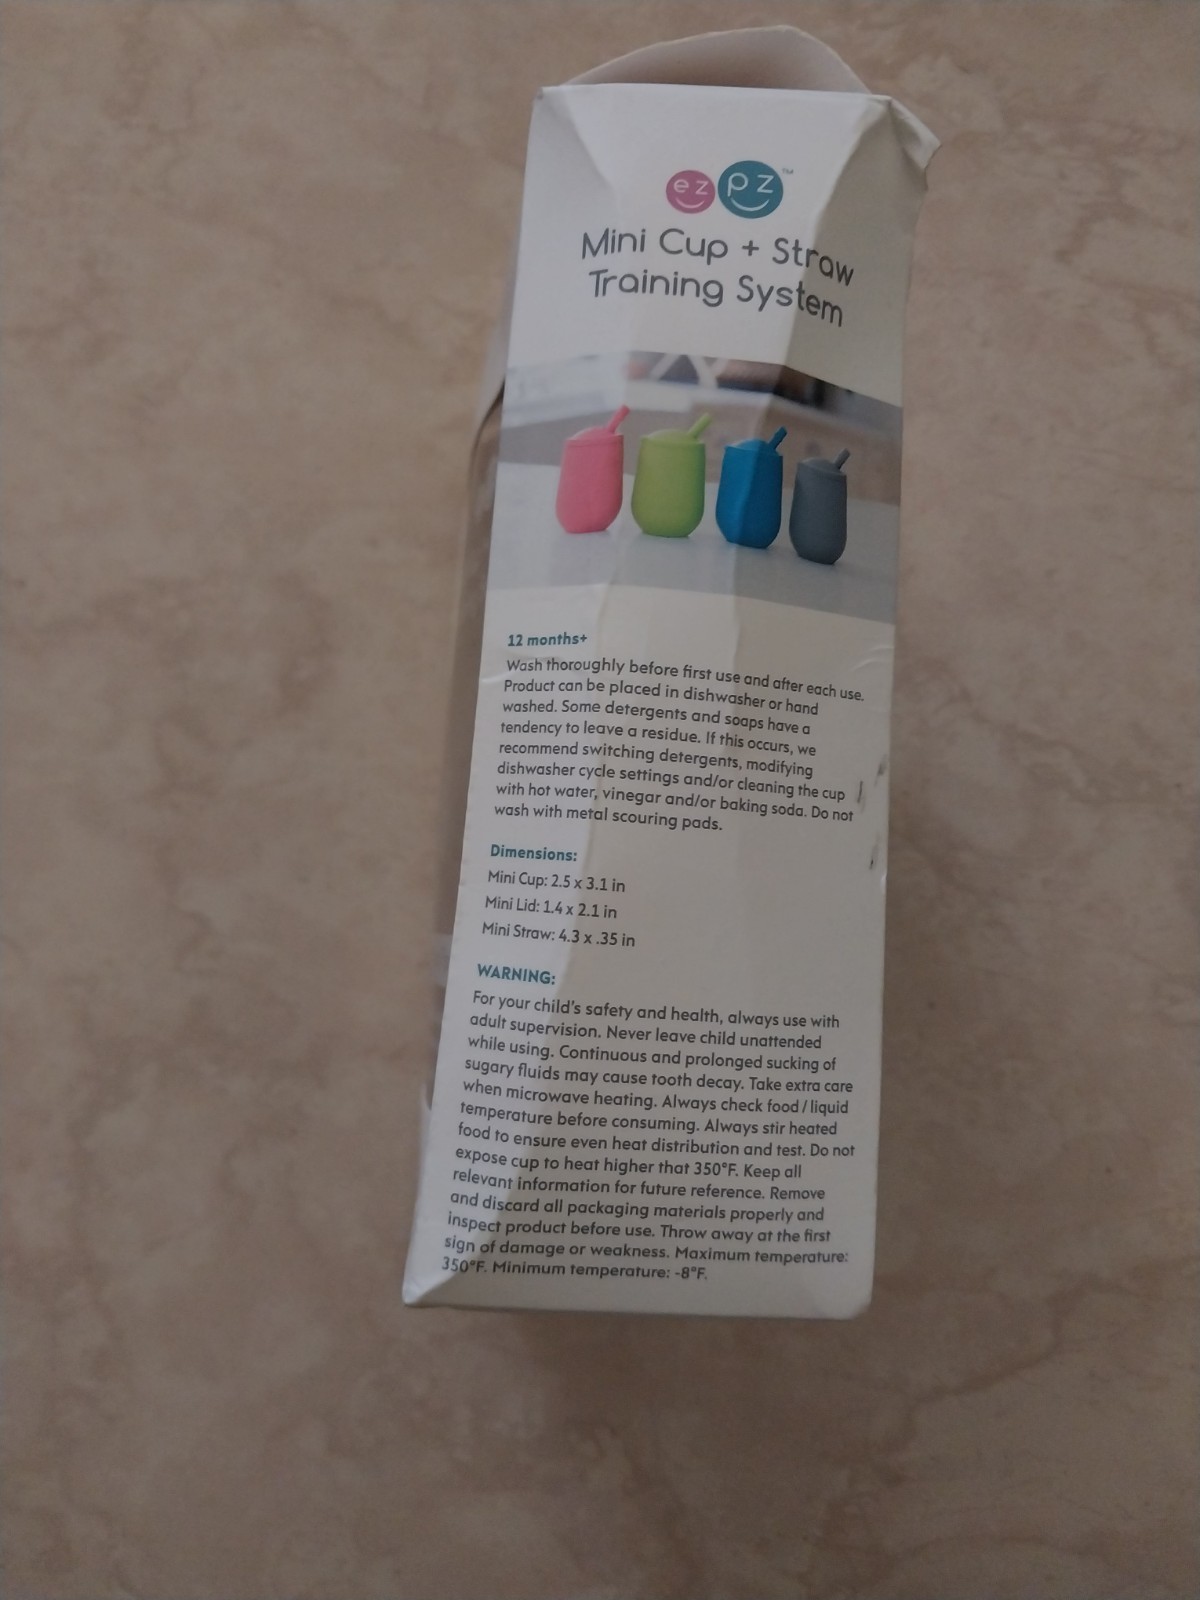 ez pz™
Mini Cup + Straw
Training System
12 months+
Wash thoroughly before first use and after each use.
Product can be placed in dishwasher or hand
washed. Some detergents and soaps have a
tendency to leave a residue. If this occurs, we
recommend switching detergents, modifying
dishwasher cycle settings and/or cleaning the cup
with hot water, vinegar and/or baking soda. Do not
wash with metal scouring pads.
Dimensions:
Mini Cup: 2.5 x 3.1 in
Mini Lid: 1.4 x 2.1 in
Mini Straw: 4.3 x .35 in
WARNING:
For your child's safety and health, always use with
adult supervision. Never leave child unattended
while using. Continuous and prolonged sucking of
sugary fluids may cause tooth decay. Take extra care
when microwave heating. Always check food / liquid
temperature before consuming. Always stir heated
food to ensure even heat distribution and test. Do not
expose cup to heat higher that 350°F. Keep all
relevant information for future reference. Remove
and discard all packaging materials properly and
inspect product before use. Throw away at the first
sign of damage or weakness. Maximum temperature:
350°F. Minimum temperature: -8°F.